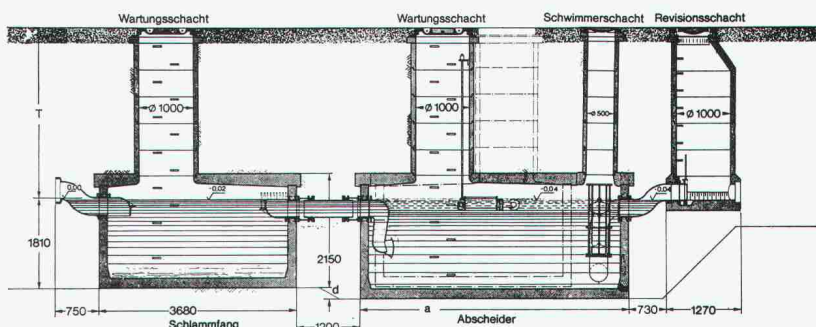 Wartungsschacht
Wartungsschacht
Schwimmerschacht
Revisionsschacht
T
ø 1000
ø 1000
ø 500
ø 1000
0,00
-0,02
-0,04
-0,04
1810
2150
d
750
3680
1200
a
730
1270
Schlammfang
Abscheider